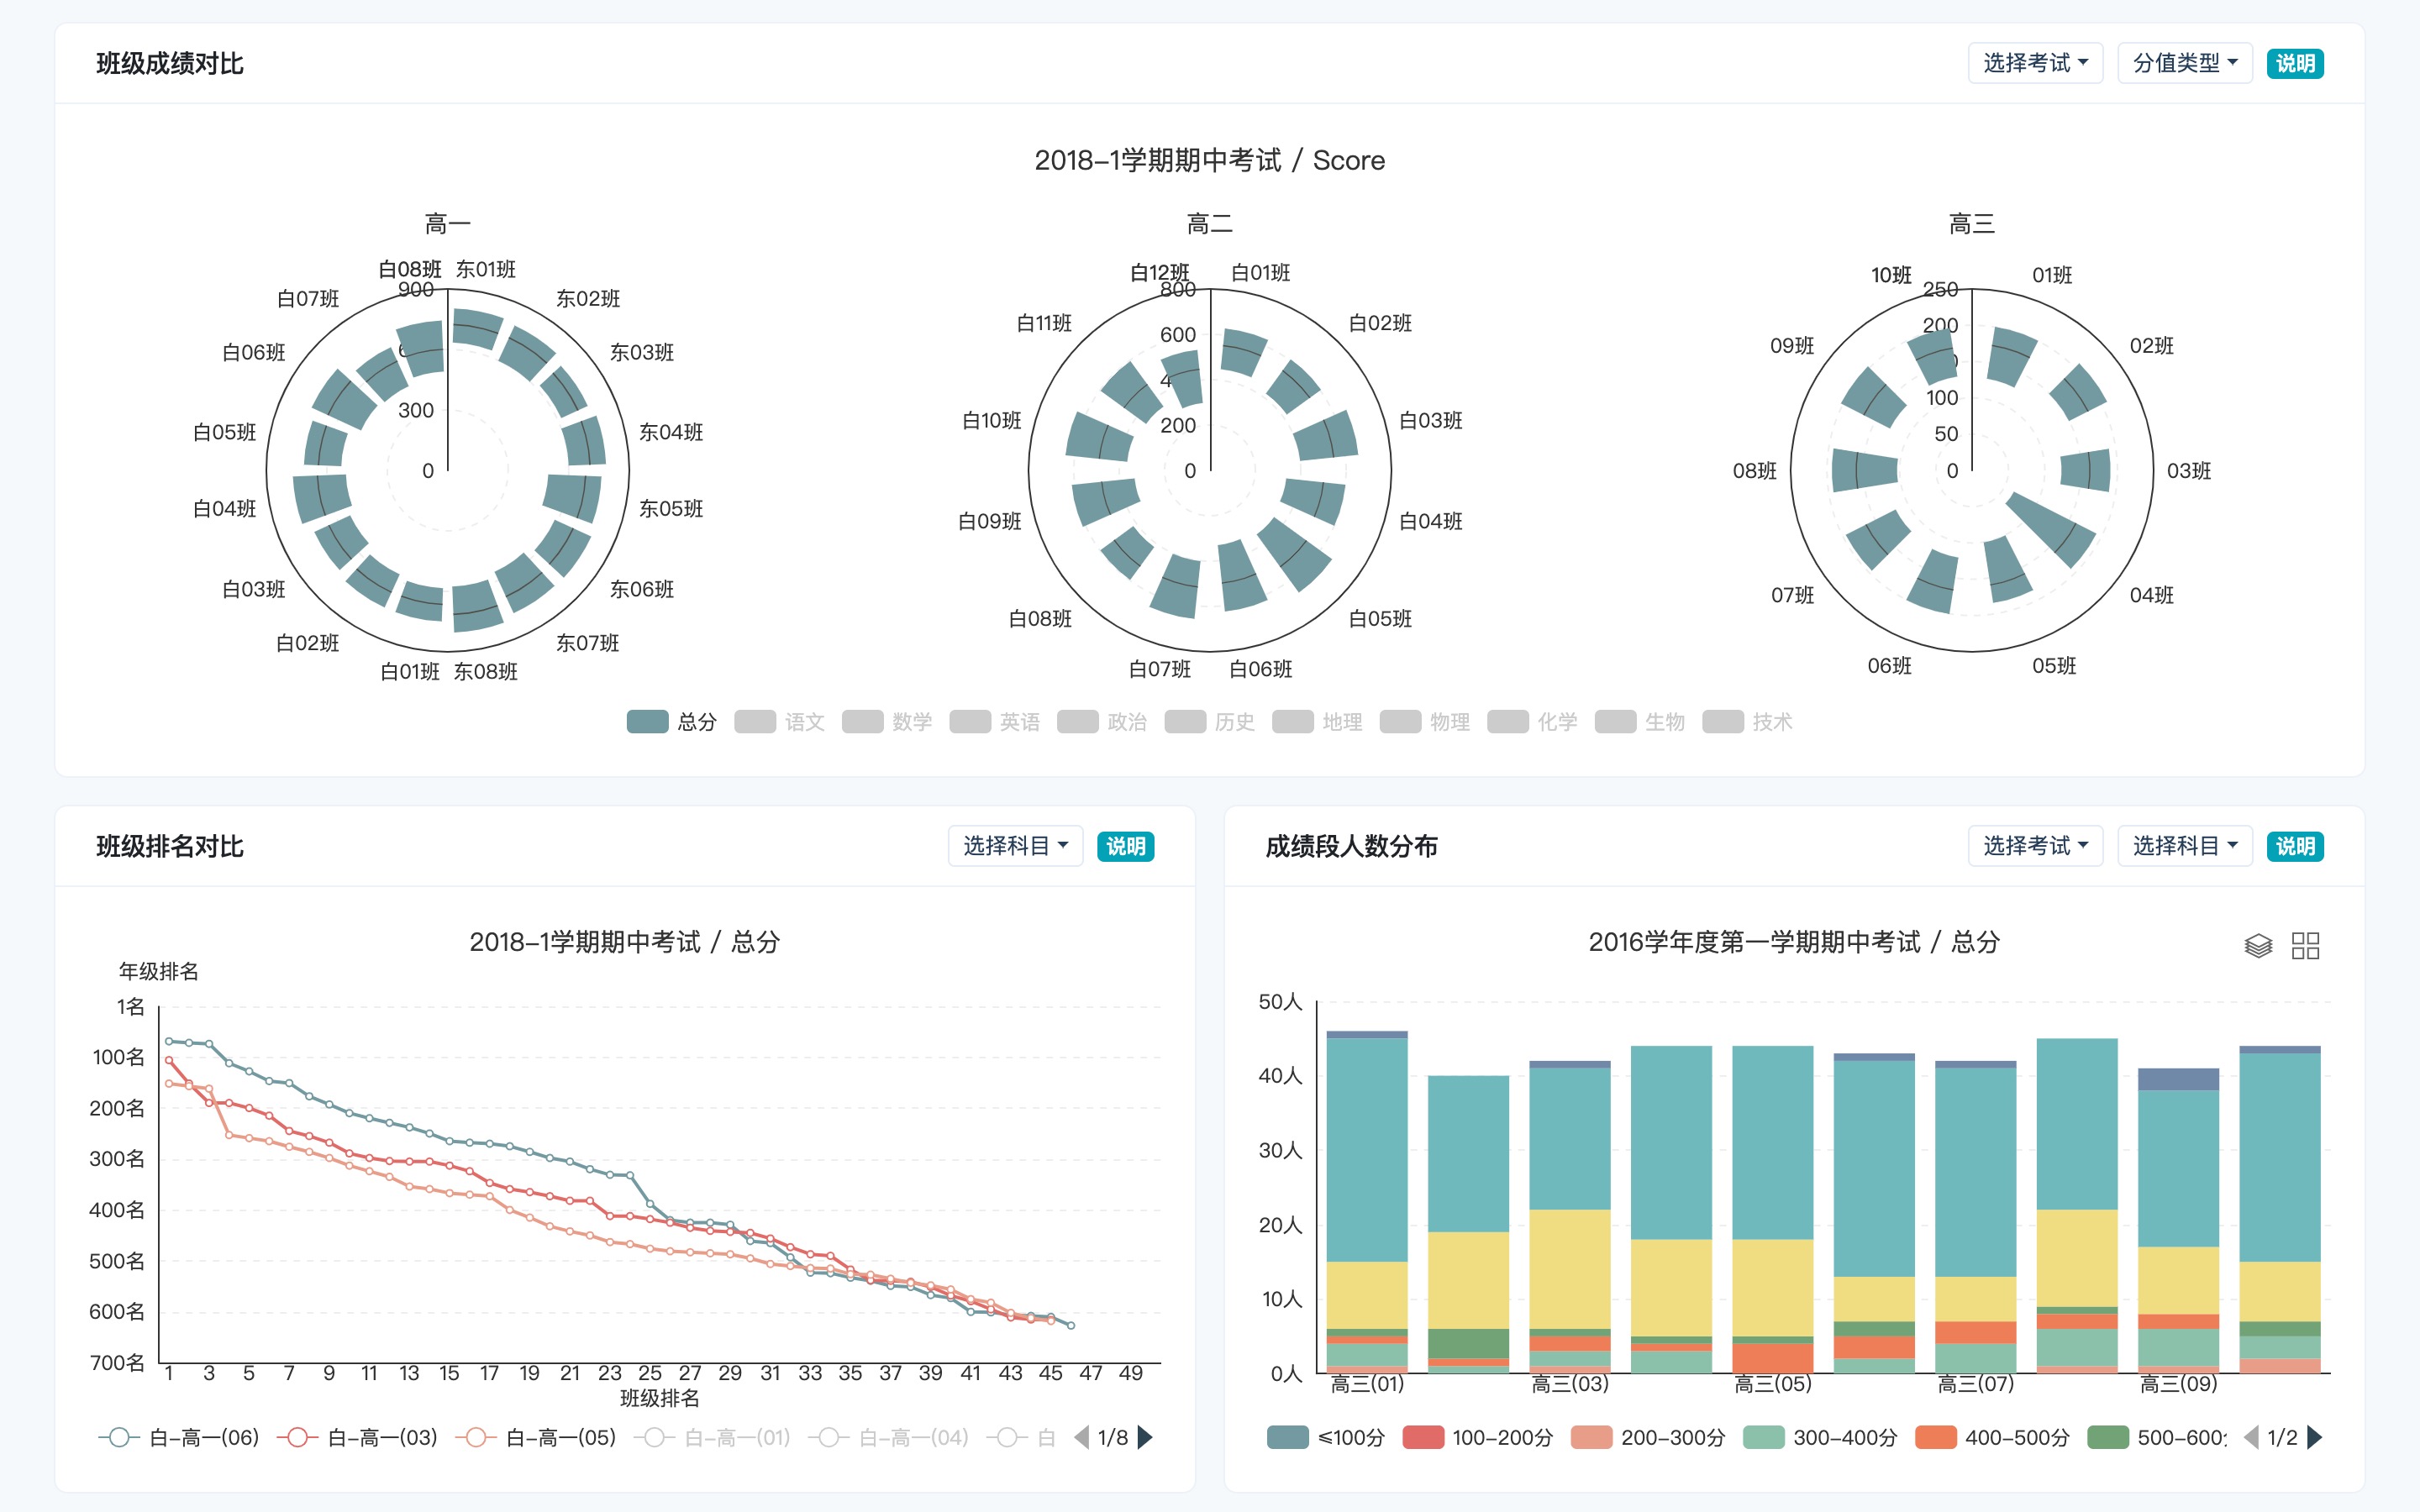 班级成绩对比 选择考试 分值类型 说明
2018-1学期期中考试 / Score
高一 高二 高三
白08班 东01班 白12班 白01班 10班 01班
900 800 250
白07班 东02班 白11班 白02班 09班 02班
600 200
白06班 东03班
300 200 100
白05班 东04班 白10班 白03班 50
0 0 0 08班 03班
白04班 东05班 白09班 白04班
白03班 东06班 白08班 白05班 07班 04班
白02班 东07班
白01班 东08班 白07班 白06班 06班 05班
总分 语文 数学 英语 政治 历史 地理 物理 化学 生物 技术
班级排名对比 选择科目 说明
2018-1学期期中考试 / 总分
年级排名
1名
100名
200名
300名
400名
500名
600名
700名
1 3 5 7 9 11 13 15 17 19 21 23 25 27 29 31 33 35 37 39 41 43 45 47 49
班级排名
白-高一(06) 白-高一(03) 白-高一(05) 白-高一(01) 白-高一(04) 白 1/8
成绩段人数分布 选择考试 选择科目 说明
2016学年度第一学期期中考试 / 总分
50人
40人
30人
20人
10人
0人
高三(01) 高三(03) 高三(05) 高三(07) 高三(09)
≤100分 100-200分 200-300分 300-400分 400-500分 500-600 1/2